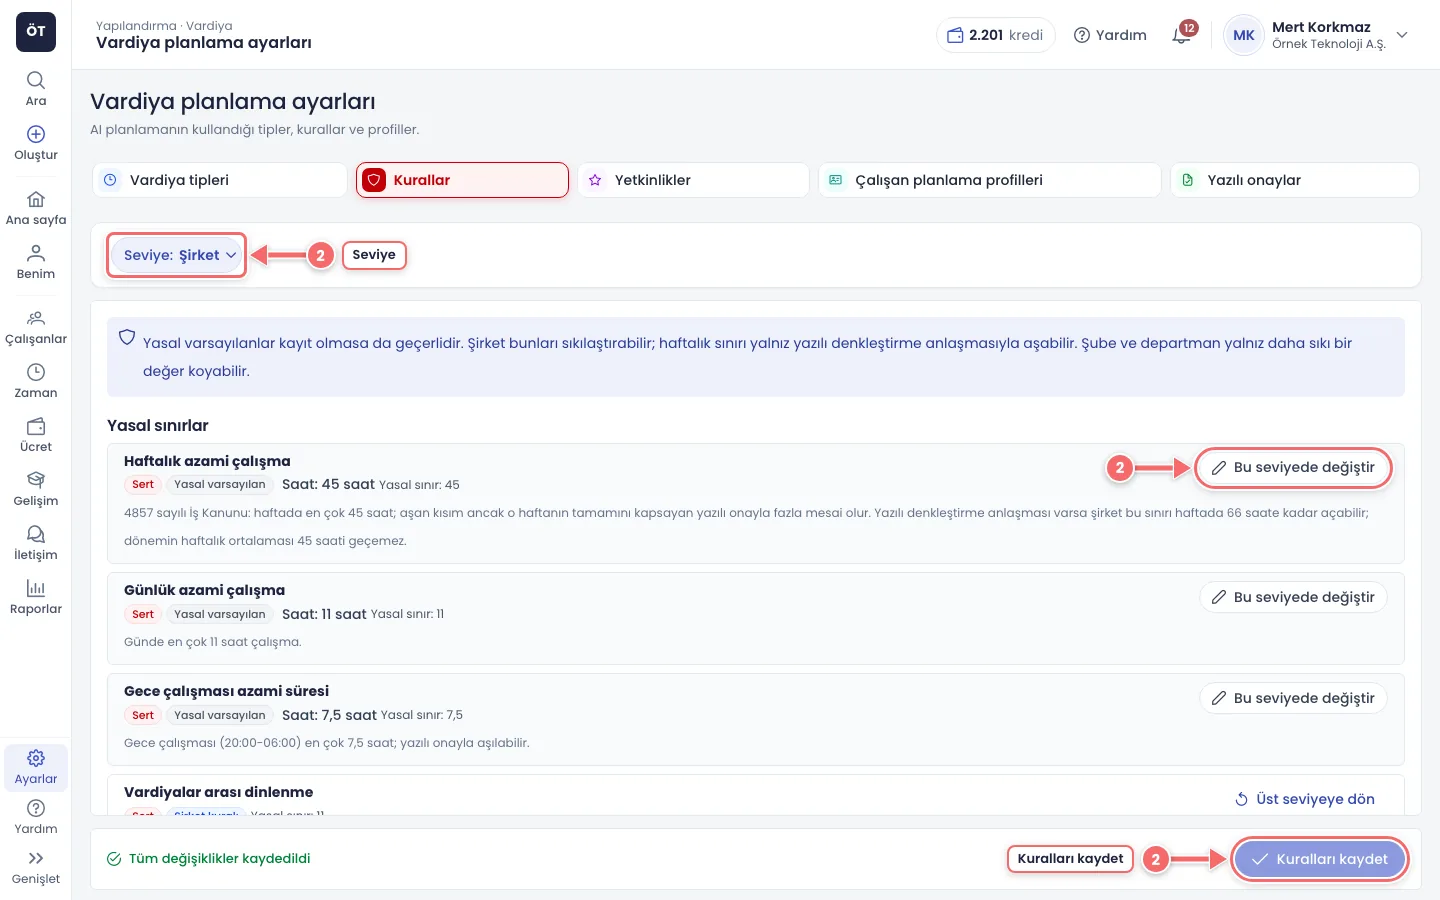 ÖT
Ara
Oluştur
Ana sayfa
Benim
Çalışanlar
Zaman
Ücret
Gelişim
İletişim
Raporlar
Ayarlar
Yardım
Genişlet
Yapılandırma · Vardiya
Vardiya planlama ayarları
2.201 kredi
Yardım
12
MK
Mert Korkmaz
Örnek Teknoloji A.Ş.
Vardiya planlama ayarları
AI planlamanın kullandığı tipler, kurallar ve profiller.
Vardiya tipleri
Kurallar
Yetkinlikler
Çalışan planlama profilleri
Yazılı onaylar
Seviye: Şirket
2
Seviye
Yasal varsayılanlar kayıt olmasa da geçerlidir. Şirket bunları sıkılaştırabilir; haftalık sınırı yalnız yazılı denkleştirme anlaşmasıyla aşabilir. Şube ve departman yalnız daha sıkı bir
değer koyabilir.
Yasal sınırlar
Haftalık azami çalışma
Sert Yasal varsayılan Saat: 45 saat Yasal sınır: 45
2
Bu seviyede değiştir
4857 sayılı İş Kanunu: haftada en çok 45 saat; aşan kısım ancak o haftanın tamamını kapsayan yazılı onayla fazla mesai olur. Yazılı denkleştirme anlaşması varsa şirket bu sınırı haftada 66 saate kadar açabilir;
dönemin haftalık ortalaması 45 saati geçemez.
Günlük azami çalışma
Sert Yasal varsayılan Saat: 11 saat Yasal sınır: 11
Bu seviyede değiştir
Günde en çok 11 saat çalışma.
Gece çalışması azami süresi
Sert Yasal varsayılan Saat: 7,5 saat Yasal sınır: 7,5
Bu seviyede değiştir
Gece çalışması (20:00-06:00) en çok 7,5 saat; yazılı onayla aşılabilir.
Vardiyalar arası dinlenme
Sert Şirket kuralı Yasal sınır: 11
Üst seviyeye dön
Tüm değişiklikler kaydedildi
Kuralları kaydet
2
Kuralları kaydet